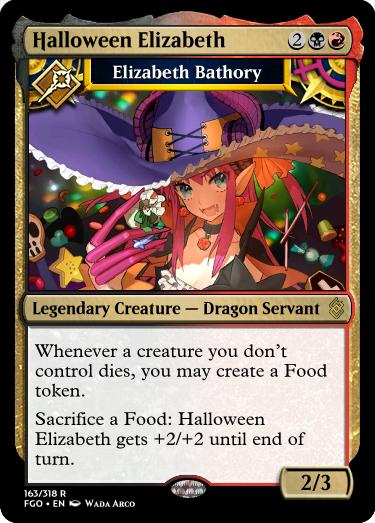 Halloween Elizabeth 2
Elizabeth Bathory
Legendary Creature — Dragon Servant
Whenever a creature you don't
control dies, you may create a Food
token.
Sacrifice a Food: Halloween
Elizabeth gets +2/+2 until end of
turn.
2/3
163/318 R
FGO • EN Wada Arco